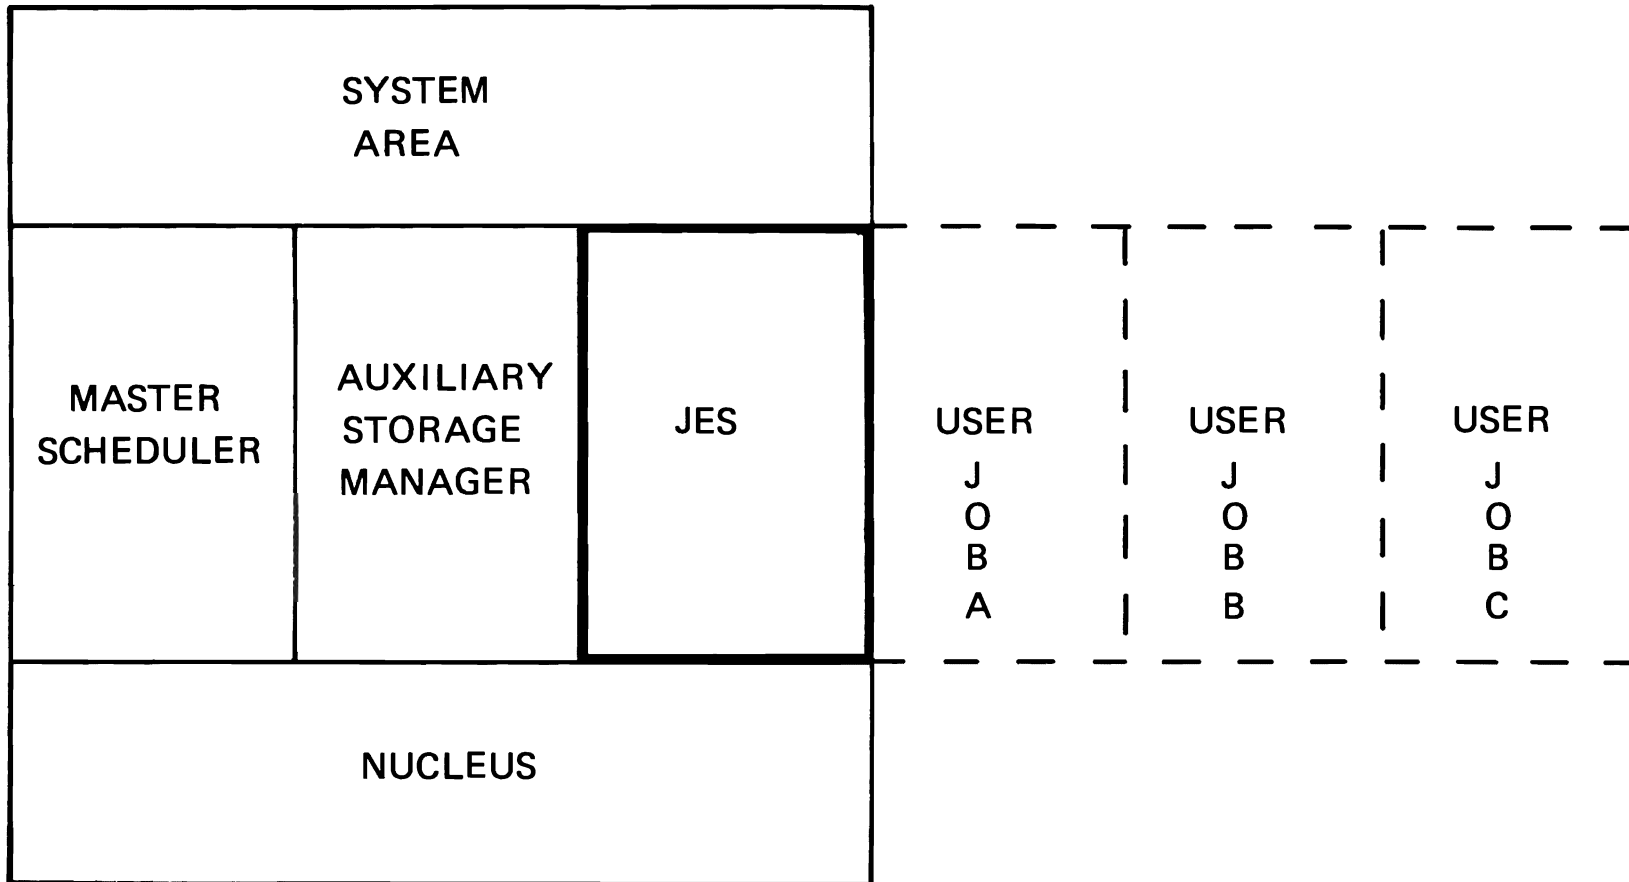 SYSTEM
AREA
MASTER
SCHEDULER
AUXILIARY
STORAGE
MANAGER
JES
USER
J
O
B
A
USER
J
O
B
B
USER
J
O
B
C
NUCLEUS